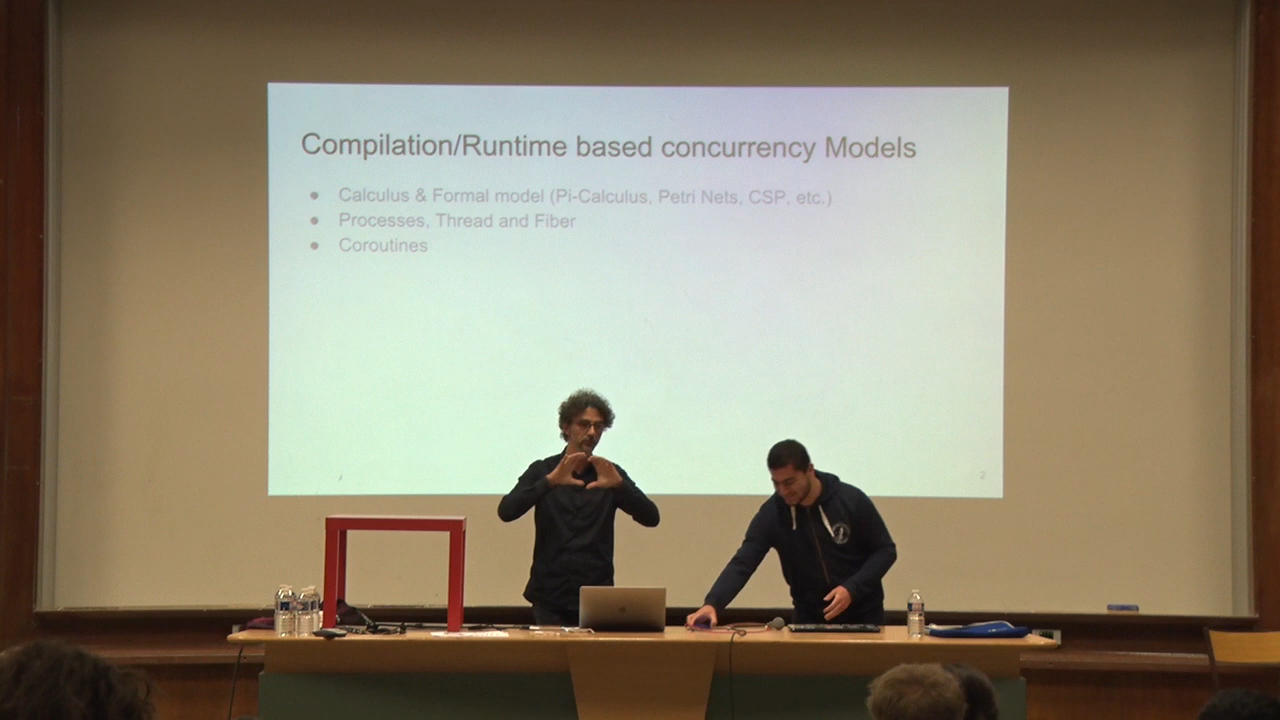 Compilation/Runtime based concurrency Models
● Calculus & Formal model (Pi-Calculus, Petri Nets, CSP, etc.)
● Processes, Thread and Fiber
● Coroutines
2